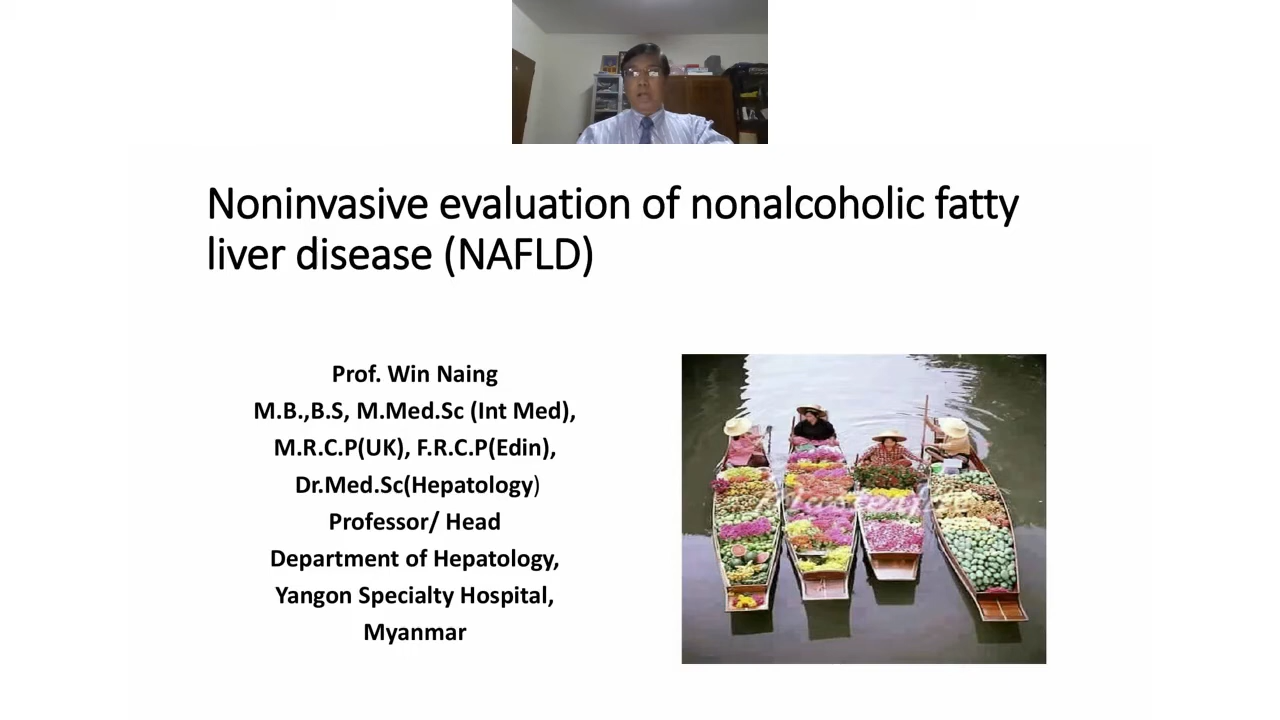 Noninvasive evaluation of nonalcoholic fatty
liver disease (NAFLD)
Prof. Win Naing
M.B.,B.S, M.Med.Sc (Int Med),
M.R.C.P(UK), F.R.C.P(Edin),
Dr.Med.Sc(Hepatology)
Professor/ Head
Department of Hepatology,
Yangon Specialty Hospital,
Myanmar